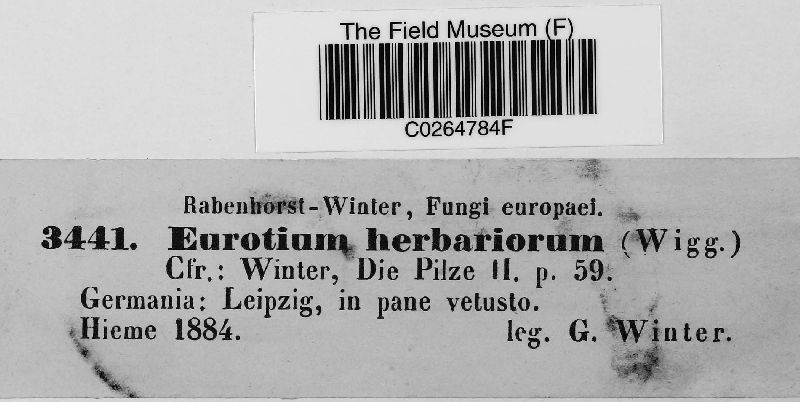 The Field Museum (F)
C0264784F
Rabenhorst-Winter, Fungi europaei.
3441. Eurotium herbariorum (Wigg.)
Cfr.: Winter, Die Pilze II. p. 59.
Germania: Leipzig, in pane vetusto.
Hieme 1884. leg. G. Winter.